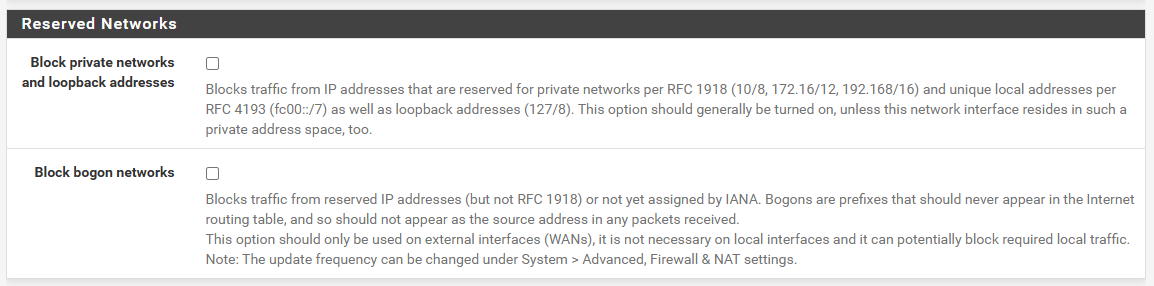 Reserved Networks
Block private networks
and loopback addresses
Blocks traffic from IP addresses that are reserved for private networks per RFC 1918 (10/8, 172.16/12, 192.168/16) and unique local addresses per
RFC 4193 (fc00::/7) as well as loopback addresses (127/8). This option should generally be turned on, unless this network interface resides in such a
private address space, too.
Block bogon networks
Blocks traffic from reserved IP addresses (but not RFC 1918) or not yet assigned by IANA. Bogons are prefixes that should never appear in the Internet
routing table, and so should not appear as the source address in any packets received.
This option should only be used on external interfaces (WANs), it is not necessary on local interfaces and it can potentially block required local traffic.
Note: The update frequency can be changed under System > Advanced, Firewall & NAT settings.